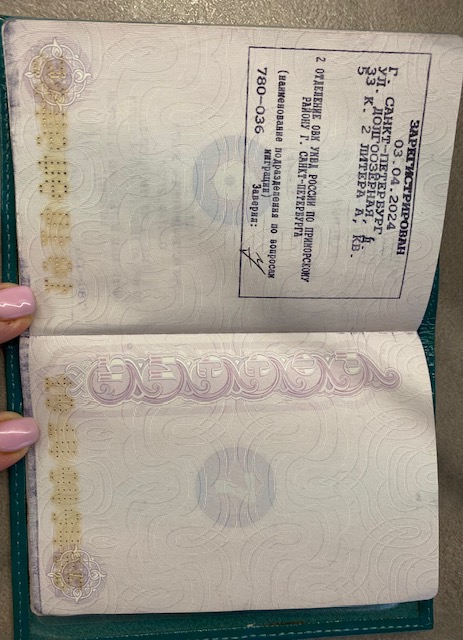 ЗАРЕГИСТРИРОВАН
03.04.2024
Г. САНКТ-ПЕТЕРБУРГ
УЛ. ДОЛГООЗЕРНАЯ, Д.
33 К. 2 ЛИТЕРА А, КВ.
5
2 ОТДЕЛЕНИЕ ОВМ УМВД РОССИИ ПО ПРИМОРСКОМУ
РАЙОНУ Г. САНКТ-ПЕТЕРБУРГА
(наименование подразделения по вопросам
миграции)
780-036
Заверил: